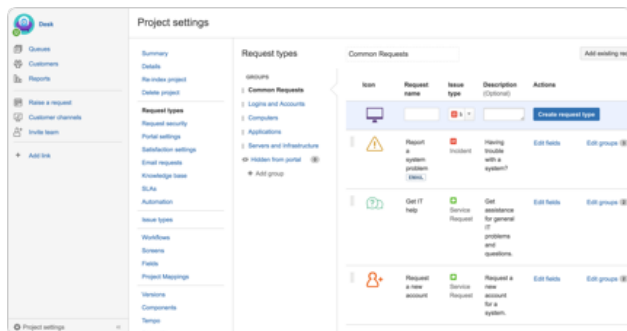 Desk
Queues
Customers
Reports
Raise a request
Customer channels
Invite team
Add link
Project settings
Project settings
Summary
Details
Re-index project
Delete project
Request types
Request security
Portal settings
Satisfaction settings
Email requests
Knowledge base
SLAs
Automation
Issue types
Workflows
Screens
Fields
Project Mappings
Versions
Components
Tempo
Request types
GROUPS
Common Requests
Logins and Accounts
Computers
Applications
Servers and Infrastructure
Hidden from portal
Add group
Common Requests
Add existing
Icon
Request name
Issue type
Description (Optional)
Actions
Create request type
Report
a
system
problem
EMAIL
Incident
Having
trouble
with a
system?
Edit fields
Edit groups
Get IT
help
Service
Request
Get
assistance
for general
IT
problems
and
questions.
Edit fields
Edit groups
Request
a new
account
Service
Request
Request a
new
account
for a
system.
Edit fields
Edit groups